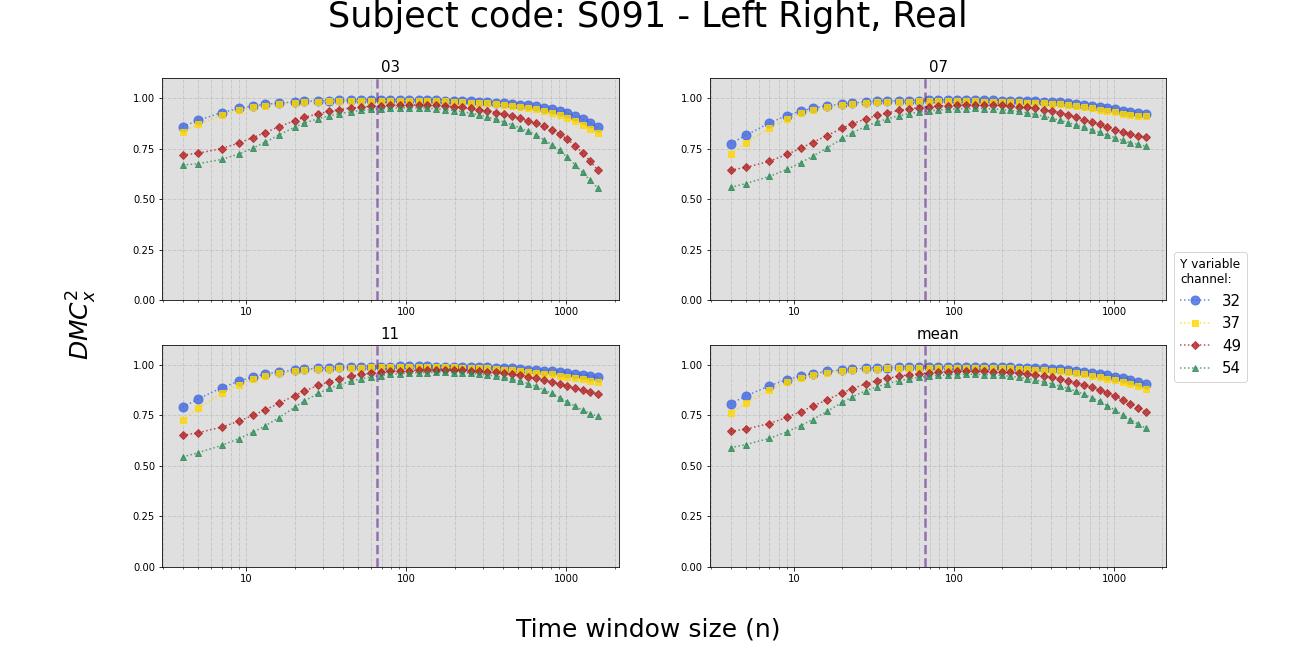 Subject code: S091 - Left Right, Real
03
1.00
0.75
0.50
0.25
0.00
10 100 1000
07
1.00
0.75
0.50
0.25
0.00
10 100 1000
11
1.00
0.75
0.50
0.25
0.00
10 100 1000
mean
1.00
0.75
0.50
0.25
0.00
10 100 1000
Y variable
channel:
32
37
49
54
DMC²ₓ
Time window size (n)